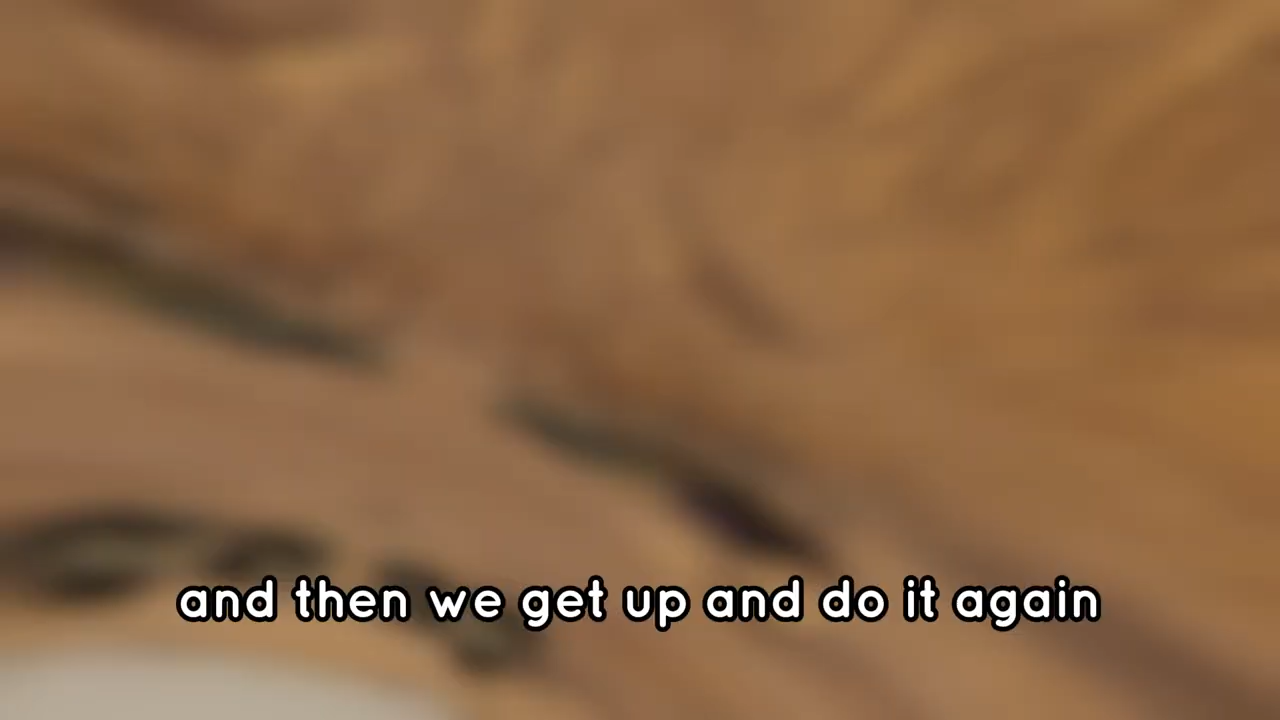 and then we get up and do it again